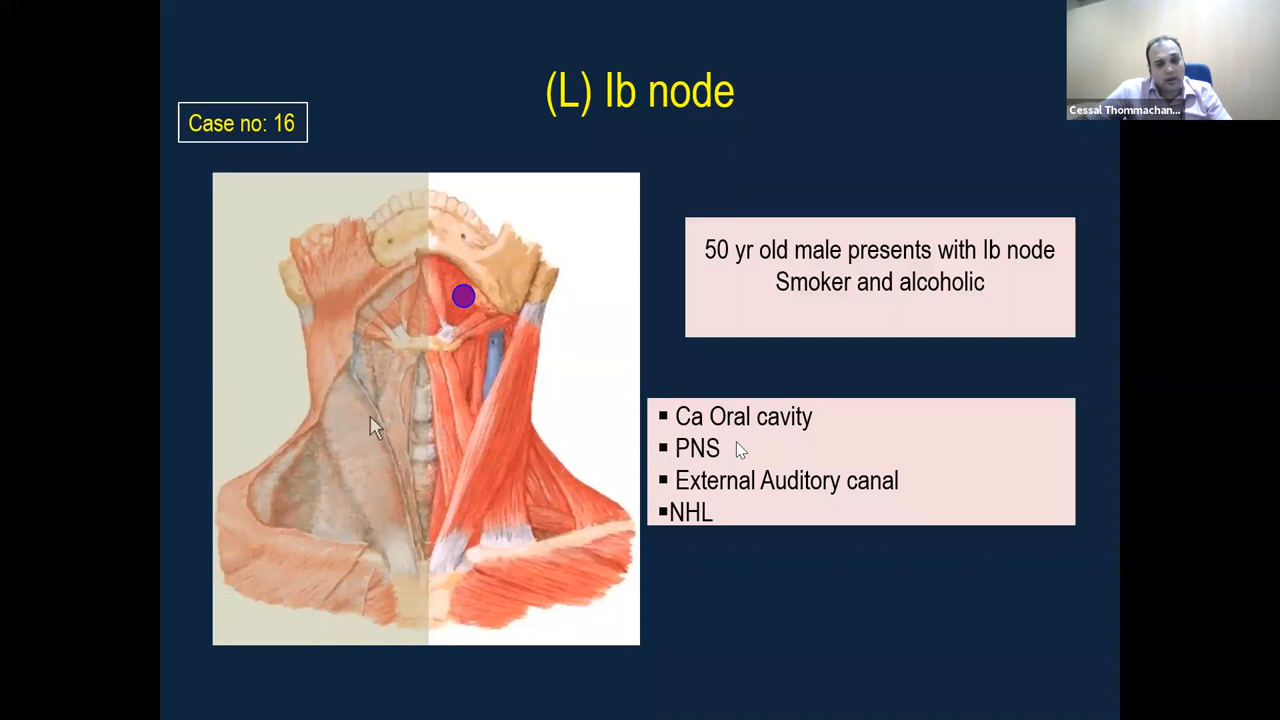 (L) Ib node
Case no: 16
50 yr old male presents with Ib node
Smoker and alcoholic
▪ Ca Oral cavity
▪ PNS
▪ External Auditory canal
▪NHL
Cessal Thommachan...